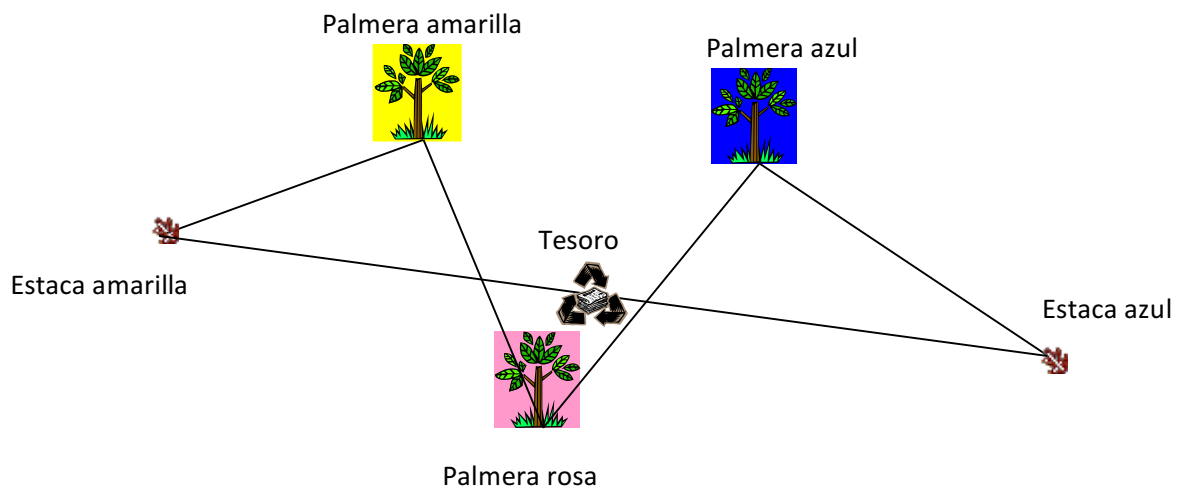 Palmera amarilla
Palmera azul
Tesoro
Estaca amarilla
Estaca azul
Palmera rosa